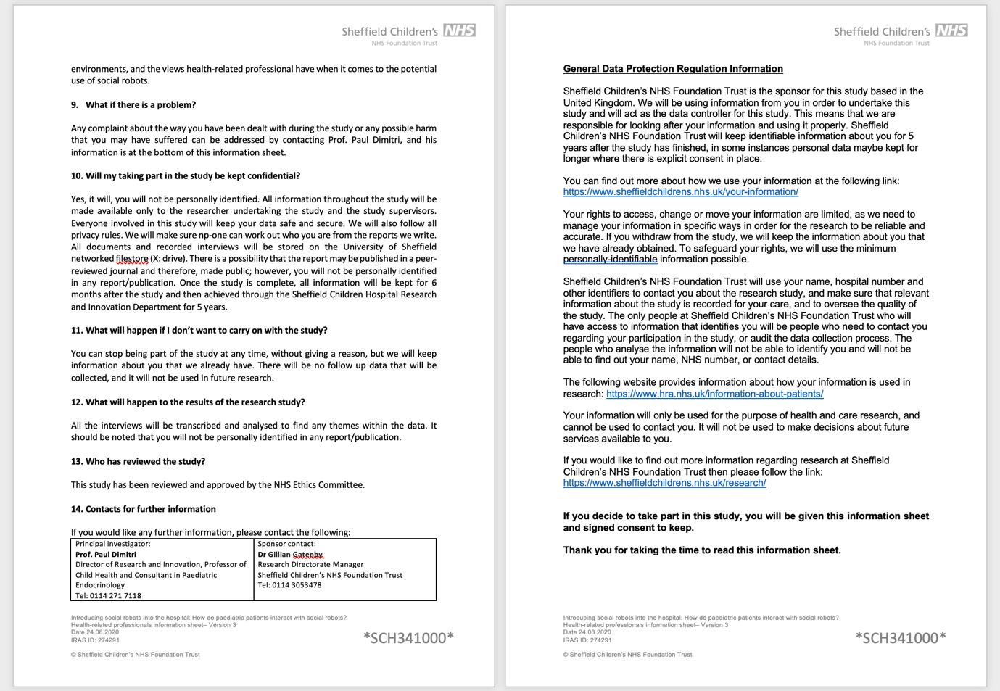 Sheffield Children's NHS
NHS Foundation Trust
environments, and the views health-related professional have when it comes to the potential
use of social robots.
9. What if there is a problem?
Any complaint about the way you have been dealt with during the study or any possible harm
that you may have suffered can be addressed by contacting Prof. Paul Dimitri, and his
information is at the bottom of this information sheet.
10. Will my taking part in the study be kept confidential?
Yes, it will, you will not be personally identified. All information throughout the study will be
made available only to the researcher undertaking the study and the study supervisors.
Everyone involved in this study will keep your data safe and secure. We will also follow all
privacy rules. We will make sure np-one can work out who you are from the reports we write.
All documents and recorded interviews will be stored on the University of Sheffield
networked filestore (X: drive). There is a possibility that the report may be published in a peer-
reviewed journal and therefore, made public; however, you will not be personally identified
in any report/publication. Once the study is complete, all information will be kept for 6
months after the study and then achieved through the Sheffield Children Hospital Research
and Innovation Department for 5 years.
11. What will happen if I don't want to carry on with the study?
You can stop being part of the study at any time, without giving a reason, but we will keep
information about you that we already have. There will be no follow up data that will be
collected, and it will not be used in future research.
12. What will happen to the results of the research study?
All the interviews will be transcribed and analysed to find any themes within the data. It
should be noted that you will not be personally identified in any report/publication.
13. Who has reviewed the study?
This study has been reviewed and approved by the NHS Ethics Committee.
14. Contacts for further information
If you would like any further information, please contact the following:
Principal investigator:
Prof. Paul Dimitri
Director of Research and Innovation, Professor of
Child Health and Consultant in Paediatric
Endocrinology
Tel: 0114 271 7118
Sponsor contact:
Dr Gillian Gatenby
Research Directorate Manager
Sheffield Children's NHS Foundation Trust
Tel: 0114 3053478
Introducing social robots into the hospital: How do paediatric patients interact with social robots?
Health-related professionals information sheet– Version 3
Date 24.08.2020
IRAS ID: 274291
*SCH341000*
© Sheffield Children's NHS Foundation Trust
Sheffield Children's NHS
NHS Foundation Trust
General Data Protection Regulation Information
Sheffield Children's NHS Foundation Trust is the sponsor for this study based in the
United Kingdom. We will be using information from you in order to undertake this
study and will act as the data controller for this study. This means that we are
responsible for looking after your information and using it properly. Sheffield
Children's NHS Foundation Trust will keep identifiable information about you for 5
years after the study has finished, in some instances personal data maybe kept for
longer where there is explicit consent in place.
You can find out more about how we use your information at the following link:
https://www.sheffieldchildrens.nhs.uk/your-information/
Your rights to access, change or move your information are limited, as we need to
manage your information in specific ways in order for the research to be reliable and
accurate. If you withdraw from the study, we will keep the information about you that
we have already obtained. To safeguard your rights, we will use the minimum
personally-identifiable information possible.
Sheffield Children's NHS Foundation Trust will use your name, hospital number and
other identifiers to contact you about the research study, and make sure that relevant
information about the study is recorded for your care, and to oversee the quality of
the study. The only people at Sheffield Children's NHS Foundation Trust who will
have access to information that identifies you will be people who need to contact you
regarding your participation in the study, or audit the data collection process. The
people who analyse the information will not be able to identify you and will not be
able to find out your name, NHS number, or contact details.
The following website provides information about how your information is used in
research: https://www.hra.nhs.uk/information-about-patients/
Your information will only be used for the purpose of health and care research, and
cannot be used to contact you. It will not be used to make decisions about future
services available to you.
If you would like to find out more information regarding research at Sheffield
Children's NHS Foundation Trust then please follow the link:
https://www.sheffieldchildrens.nhs.uk/research/
If you decide to take part in this study, you will be given this information sheet
and signed consent to keep.
Thank you for taking the time to read this information sheet.
Introducing social robots into the hospital: How do paediatric patients interact with social robots?
Health-related professionals information sheet– Version 3
Date 24.08.2020
IRAS ID: 274291
*SCH341000*
© Sheffield Children's NHS Foundation Trust